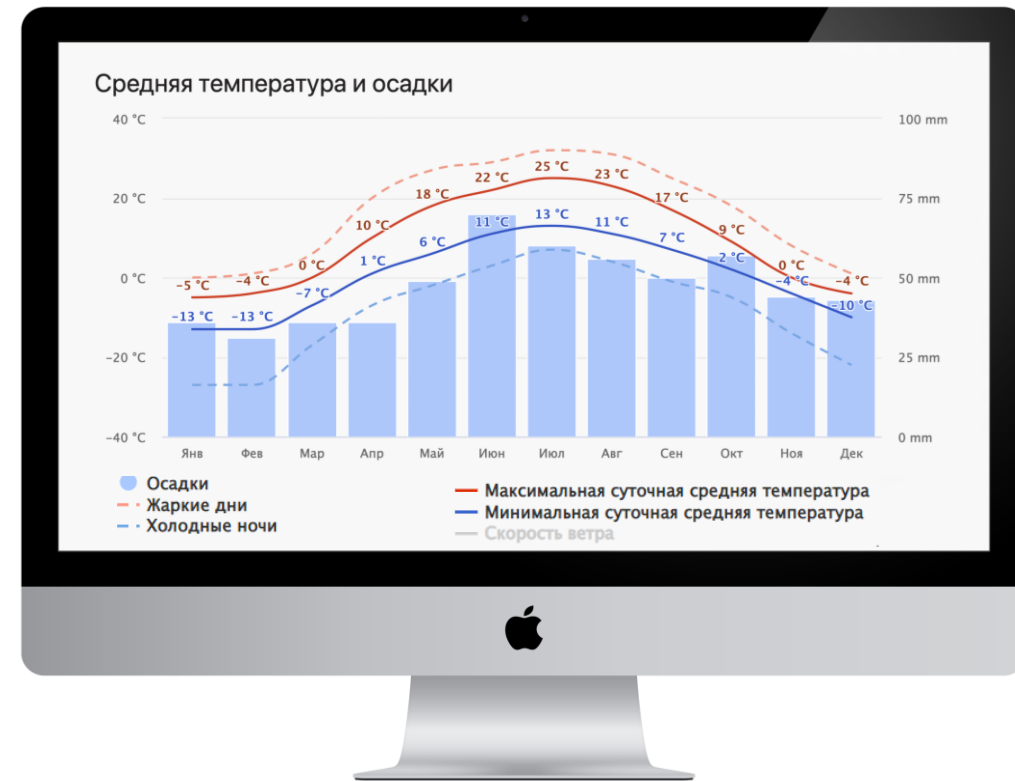 Средняя температура и осадки
40 °C
100 mm
20 °C
75 mm
0 °C
50 mm
−20 °C
25 mm
−40 °C
0 mm
−5 °C
−4 °C
0 °C
10 °C
18 °C
22 °C
25 °C
23 °C
17 °C
9 °C
0 °C
−4 °C
−13 °C
−13 °C
−7 °C
1 °C
6 °C
11 °C
13 °C
11 °C
7 °C
2 °C
−4 °C
−10 °C
Янв Фев Мар Апр Май Июн Июл Авг Сен Окт Ноя Дек
Осадки
Жаркие дни
Холодные ночи
Максимальная суточная средняя температура
Минимальная суточная средняя температура
Скорость ветра